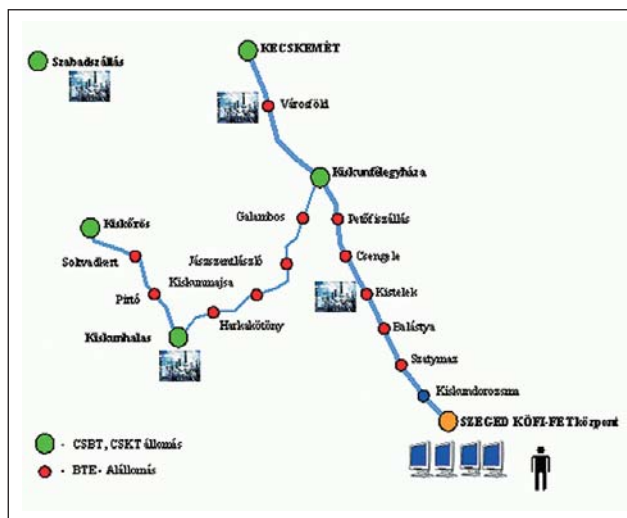 KECSKEMÉT
Szabadszállás
Városföld
Kiskunfélegyháza
Galambos
Petőfiszállás
Kiskőrös
Csengele
Soltvadkert
Jászszentlászló
Kiskunmajsa
Pirtó
Kistelek
Harkakötöny
Balástya
Kiskunhalas
Szatymaz
Kiskundorozsma
SZEGED KÖFI-FET központ
- CSBT, CSKT állomás
- BTE - Alállomás